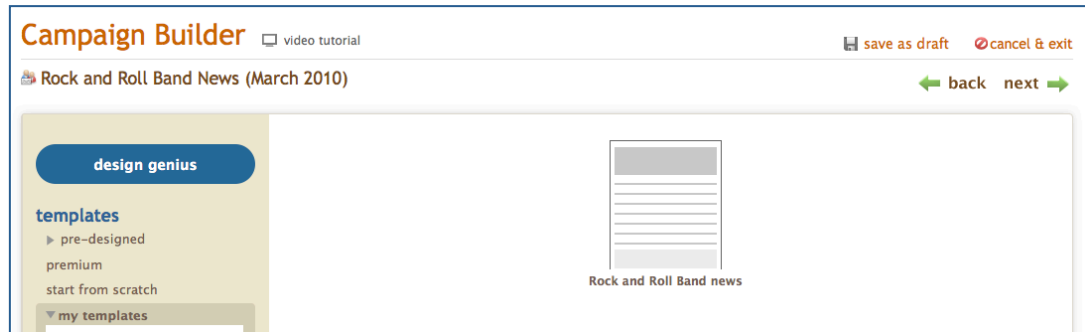 Campaign Builder video tutorial
save as draft cancel & exit
Rock and Roll Band News (March 2010)
back next
design genius
templates
pre-designed
premium
start from scratch
my templates
Rock and Roll Band news